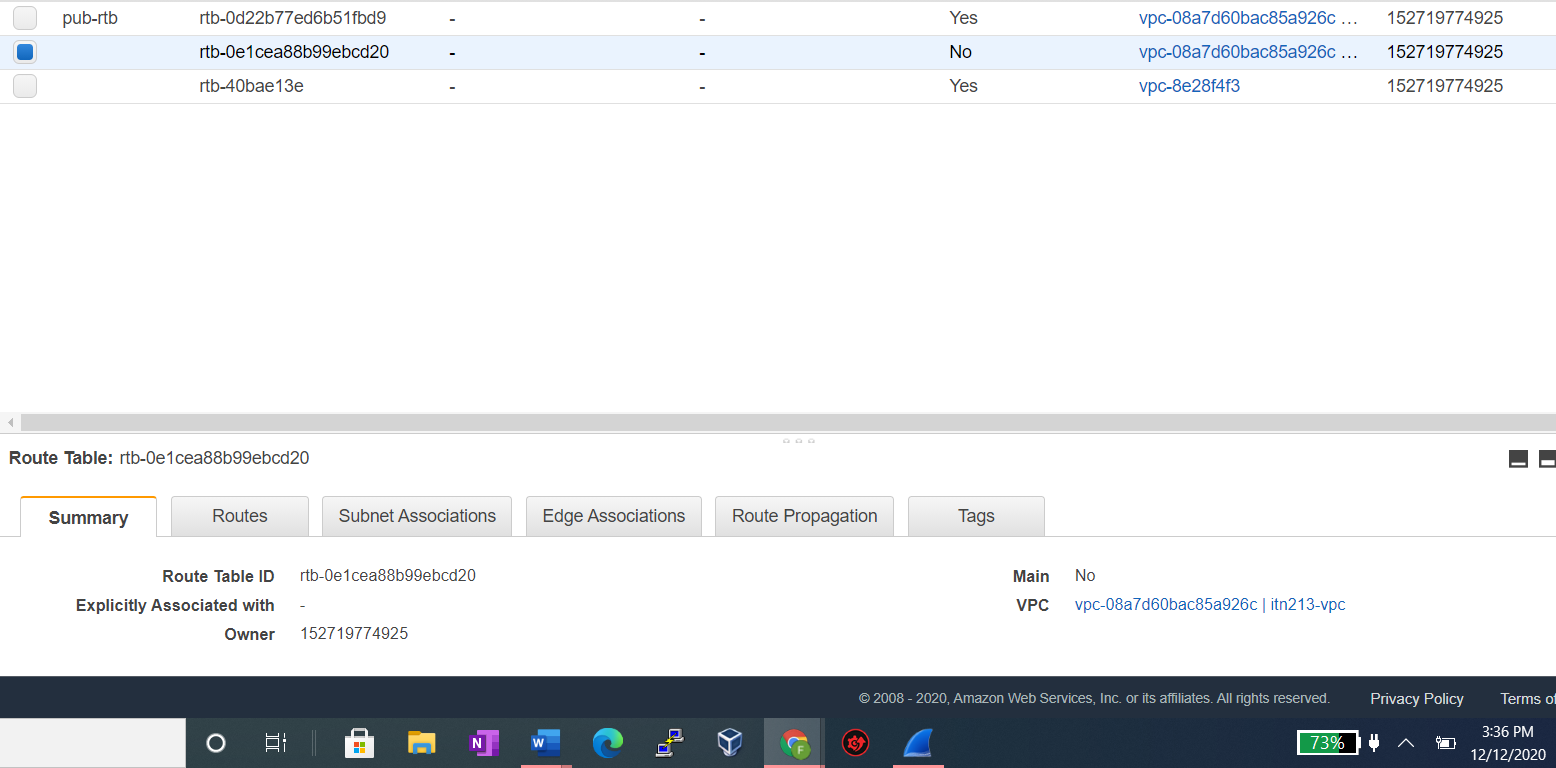 pub-rtb rtb-0d22b77ed6b51fbd9 - - Yes vpc-08a7d60bac85a926c … 152719774925
rtb-0e1cea88b99ebcd20 - - No vpc-08a7d60bac85a926c … 152719774925
rtb-40bae13e - - Yes vpc-8e28f4f3 152719774925
Route Table: rtb-0e1cea88b99ebcd20
Summary Routes Subnet Associations Edge Associations Route Propagation Tags
Route Table ID rtb-0e1cea88b99ebcd20 Main No
Explicitly Associated with - VPC vpc-08a7d60bac85a926c | itn213-vpc
Owner 152719774925
© 2008 - 2020, Amazon Web Services, Inc. or its affiliates. All rights reserved. Privacy Policy Terms of
N W F 73% 3:36 PM
12/12/2020